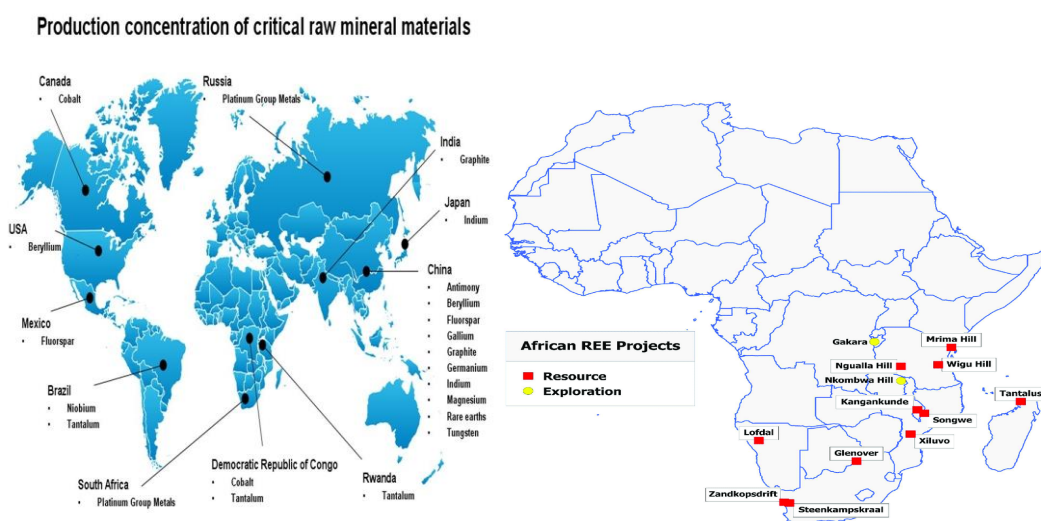 Production concentration of critical raw mineral materials
Canada
• Cobalt
Russia
• Platinum Group Metals
India
• Graphite
Japan
• Indium
USA
• Beryllium
China
• Antimony
• Beryllium
• Fluorspar
• Gallium
• Graphite
• Germanium
• Indium
• Magnesium
• Rare earths
• Tungsten
Mexico
• Fluorspar
Brazil
• Niobium
• Tantalum
South Africa
• Platinum Group Metals
Democratic Republic of Congo
• Cobalt
• Tantalum
Rwanda
• Tantalum
African REE Projects
Resource
Exploration
Gakara
Mrima Hill
Ngualla Hill
Wigu Hill
Nkombwa Hill
Kangankunde
Tantalus
Songwe
Xiluvo
Lofdal
Glenover
Zandkopsdrift
Steenkampskraal